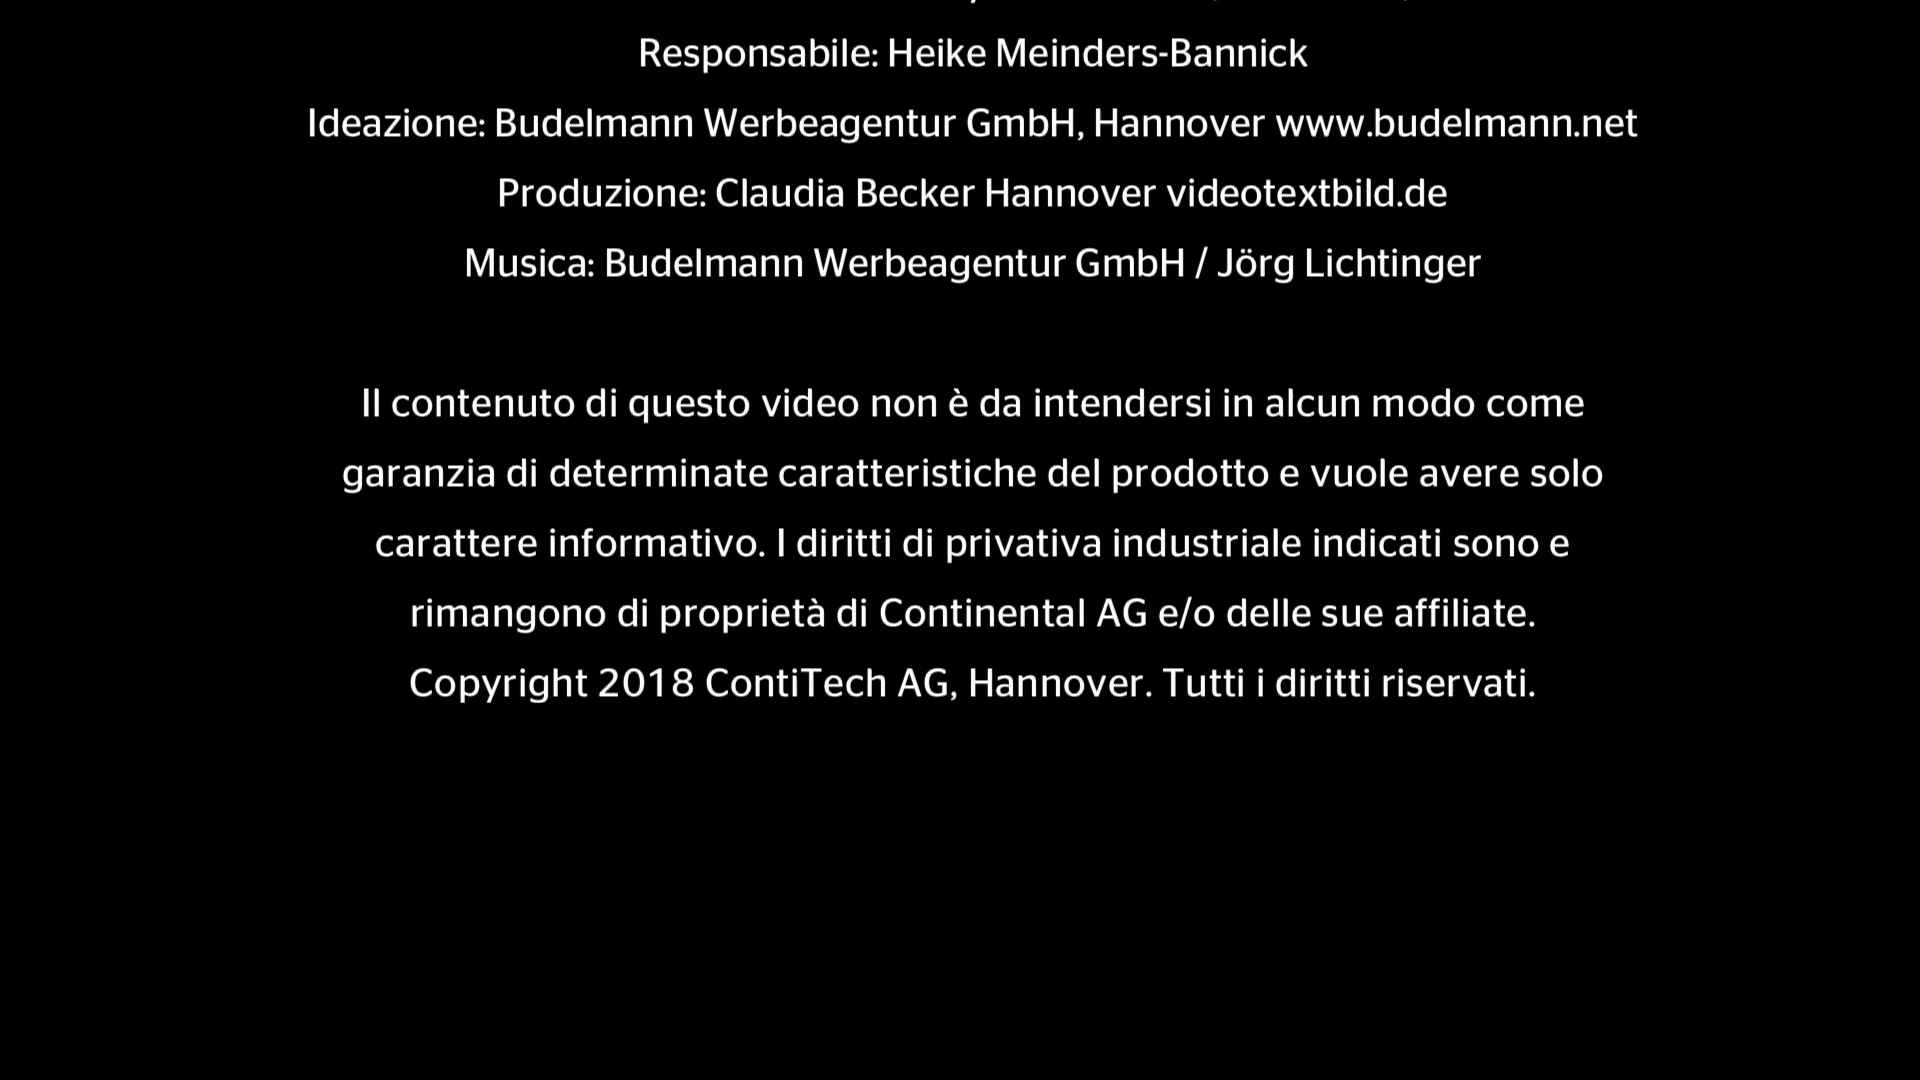 Responsabile: Heike Meinders-Bannick
Ideazione: Budelmann Werbeagentur GmbH, Hannover www.budelmann.net
Produzione: Claudia Becker Hannover videotextbild.de
Musica: Budelmann Werbeagentur GmbH / Jörg Lichtinger
Il contenuto di questo video non è da intendersi in alcun modo come
garanzia di determinate caratteristiche del prodotto e vuole avere solo
carattere informativo. I diritti di privativa industriale indicati sono e
rimangono di proprietà di Continental AG e/o delle sue affiliate.
Copyright 2018 ContiTech AG, Hannover. Tutti i diritti riservati.